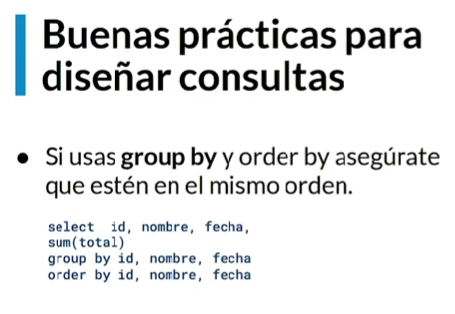 Buenas prácticas para
diseñar consultas
● Si usas group by y order by asegúrate
que estén en el mismo orden.
select  id, nombre, fecha,
sum(total)
group by id, nombre, fecha
order by id, nombre, fecha